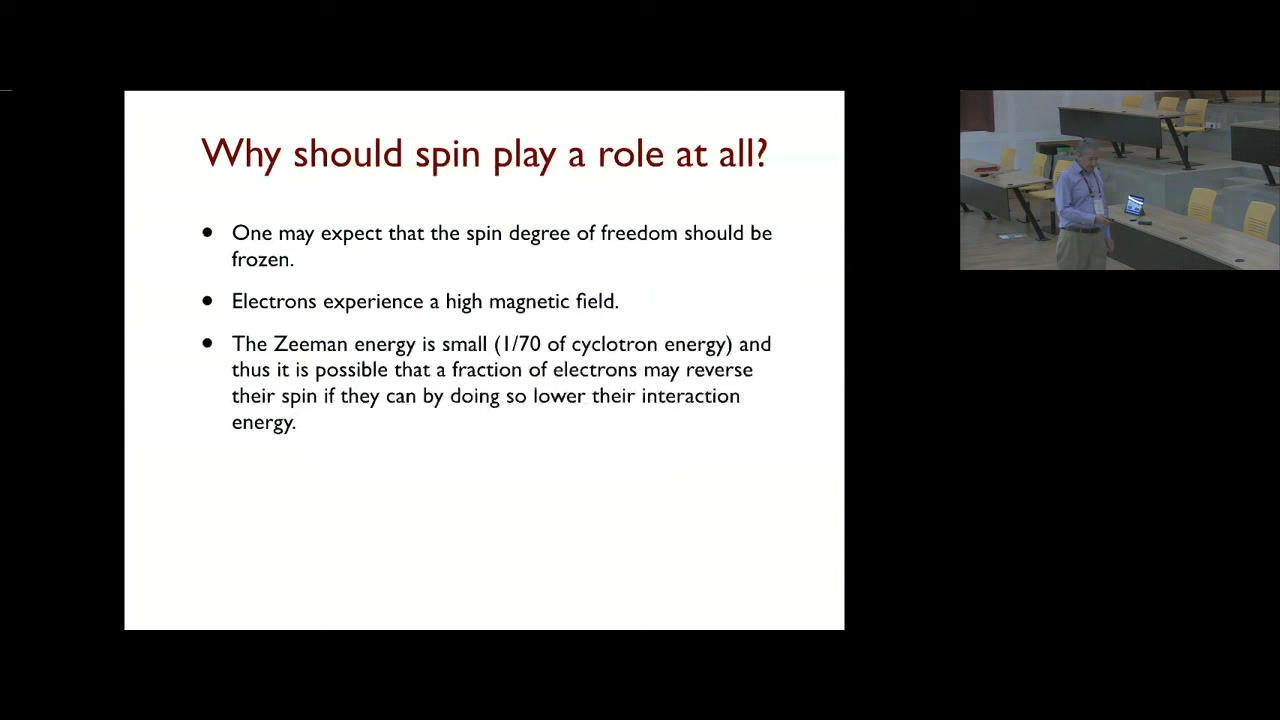 Why should spin play a role at all?
• One may expect that the spin degree of freedom should be
frozen.
• Electrons experience a high magnetic field.
• The Zeeman energy is small (1/70 of cyclotron energy) and
thus it is possible that a fraction of electrons may reverse
their spin if they can by doing so lower their interaction
energy.